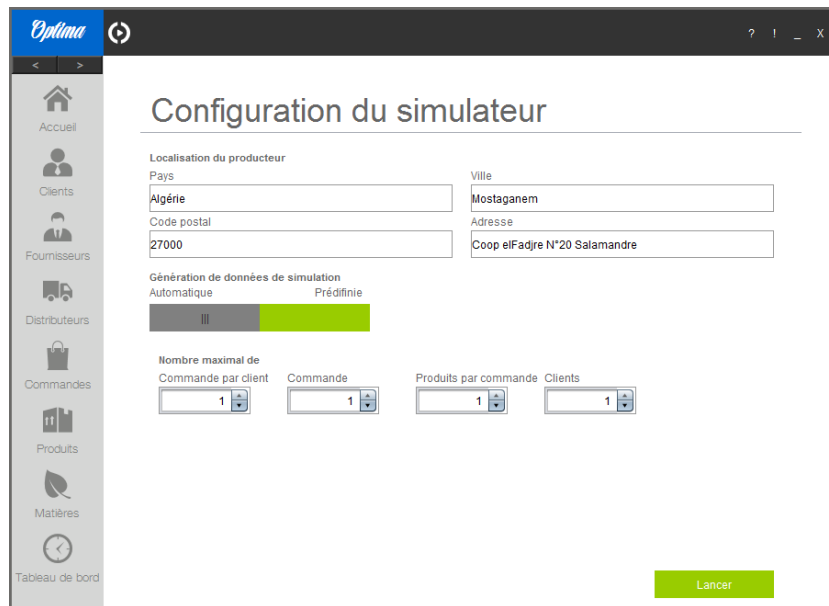 Optima
? ! _ X
< >
Accueil
Clients
Fournisseurs
Distributeurs
Commandes
Produits
Matières
Tableau de bord
Configuration du simulateur
Localisation du producteur
Pays
Ville
Algérie
Mostaganem
Code postal
Adresse
27000
Coop elFadjre N°20 Salamandre
Génération de données de simulation
Automatique Prédifinie
Nombre maximal de
Commande par client Commande Produits par commande Clients
1 1 1 1
Lancer